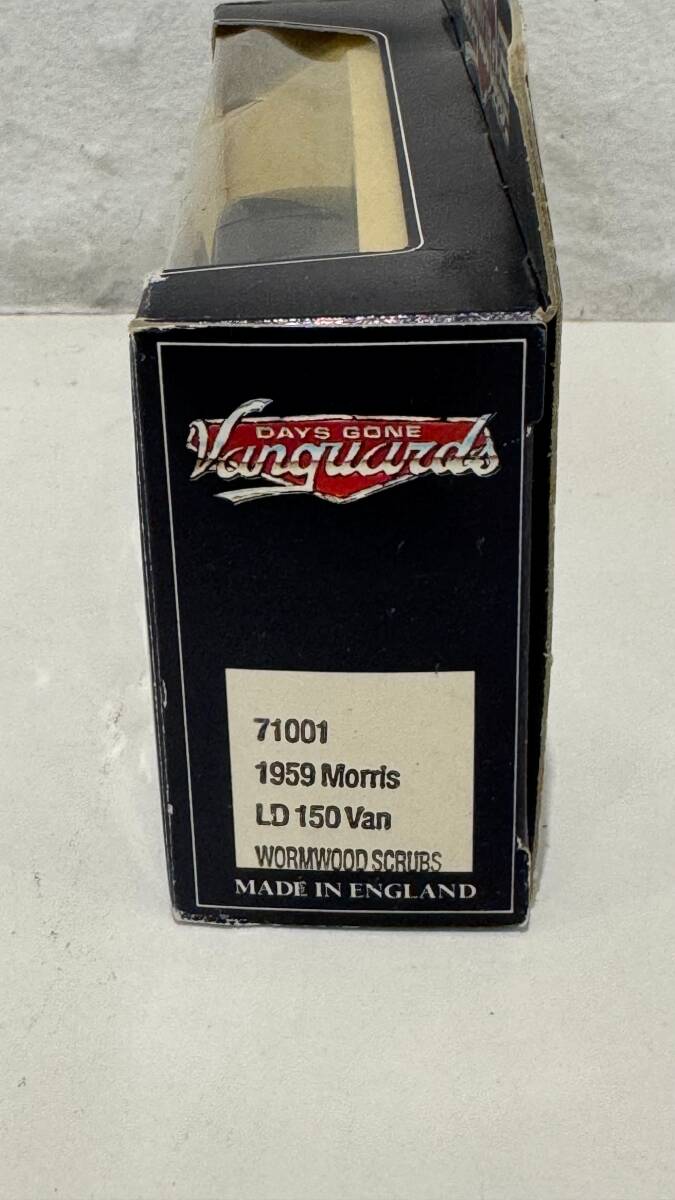 DAYS GONE
Vanguards
71001
1959 Morris
LD 150 Van
WORMWOOD SCRUBS
MADE IN ENGLAND